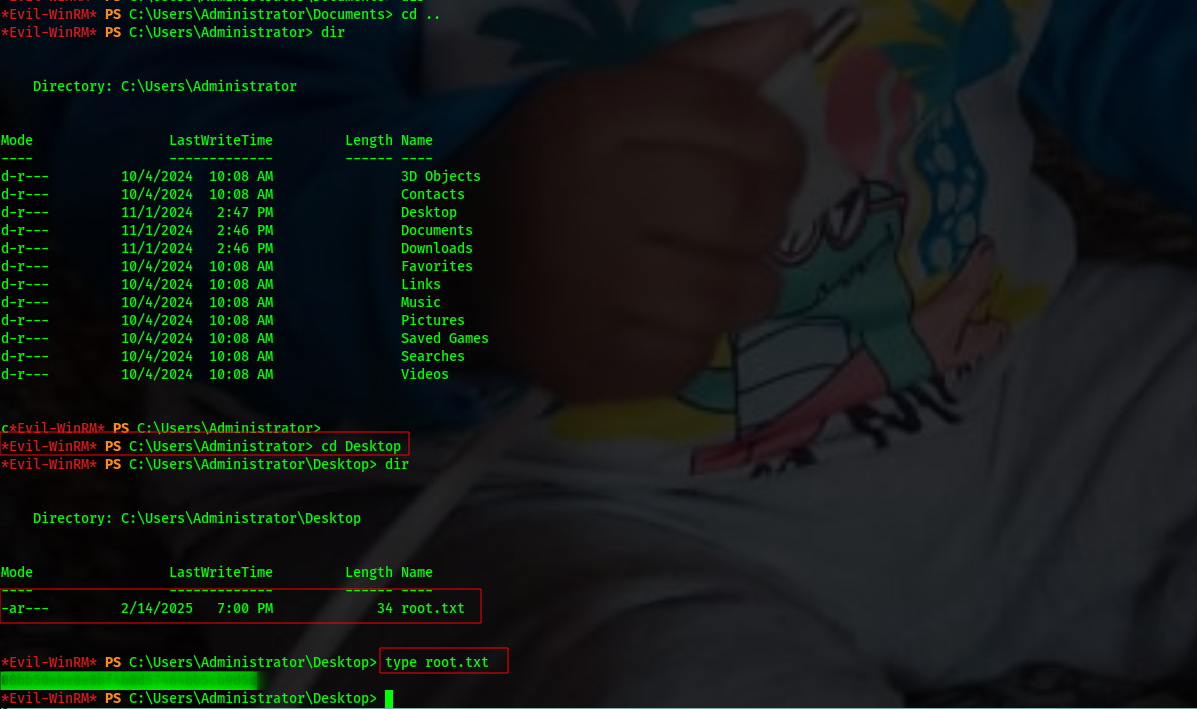 *Evil-WinRM* PS C:\Users\Administrator\Documents> cd ..
*Evil-WinRM* PS C:\Users\Administrator> dir
Directory: C:\Users\Administrator
Mode LastWriteTime Length Name
---- ------------- ------ ----
d-r--- 10/4/2024 10:08 AM 3D Objects
d-r--- 10/4/2024 10:08 AM Contacts
d-r--- 11/1/2024 2:47 PM Desktop
d-r--- 11/1/2024 2:46 PM Documents
d-r--- 11/1/2024 2:46 PM Downloads
d-r--- 10/4/2024 10:08 AM Favorites
d-r--- 10/4/2024 10:08 AM Links
d-r--- 10/4/2024 10:08 AM Music
d-r--- 10/4/2024 10:08 AM Pictures
d-r--- 10/4/2024 10:08 AM Saved Games
d-r--- 10/4/2024 10:08 AM Searches
d-r--- 10/4/2024 10:08 AM Videos
c*Evil-WinRM* PS C:\Users\Administrator>
*Evil-WinRM* PS C:\Users\Administrator> cd Desktop
*Evil-WinRM* PS C:\Users\Administrator\Desktop> dir
Directory: C:\Users\Administrator\Desktop
Mode LastWriteTime Length Name
---- ------------- ------ ----
-ar--- 2/14/2025 7:00 PM 34 root.txt
*Evil-WinRM* PS C:\Users\Administrator\Desktop> type root.txt
*Evil-WinRM* PS C:\Users\Administrator\Desktop>